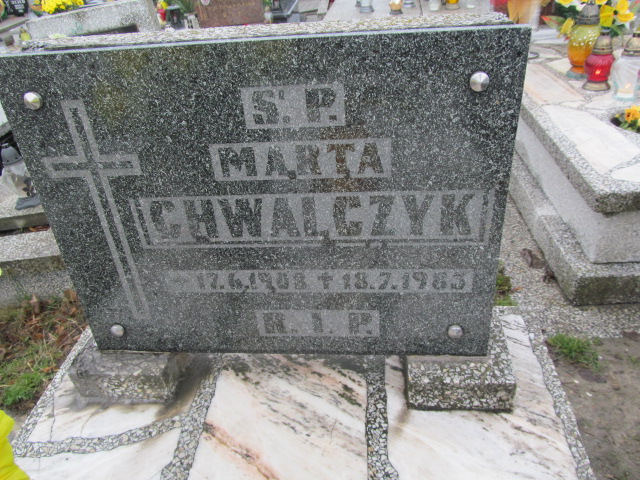 Ś. P.
MARTA
CHWALCZYK
* 17.6.1908 ✝ 18.7.1983
R. I. P.